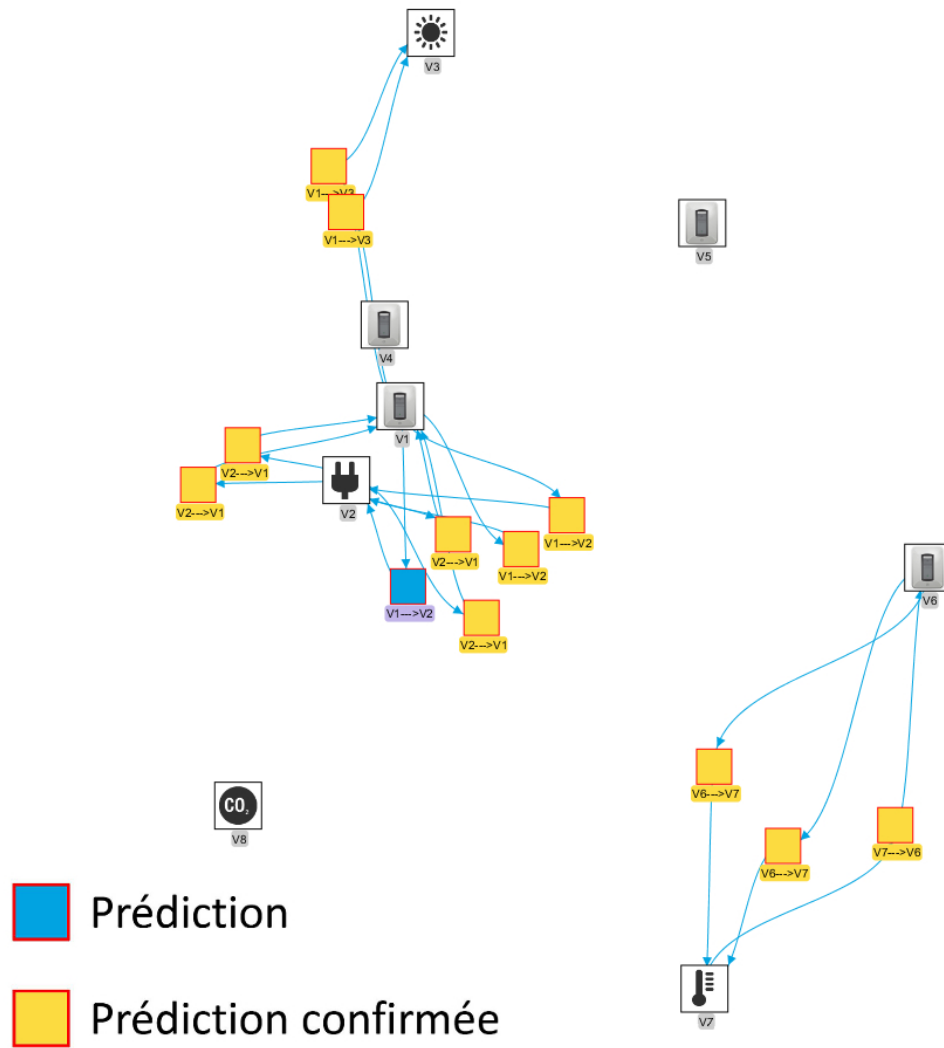 V3
V1--->V3
V1--->V3
V5
V4
V1
V2--->V1
V2--->V1
V2
V1--->V2
V2--->V1
V1--->V2
V1--->V2
V2--->V1
V6
V6--->V7
V7--->V6
V6--->V7
CO₂
V8
Prédiction
V7
Prédiction confirmée